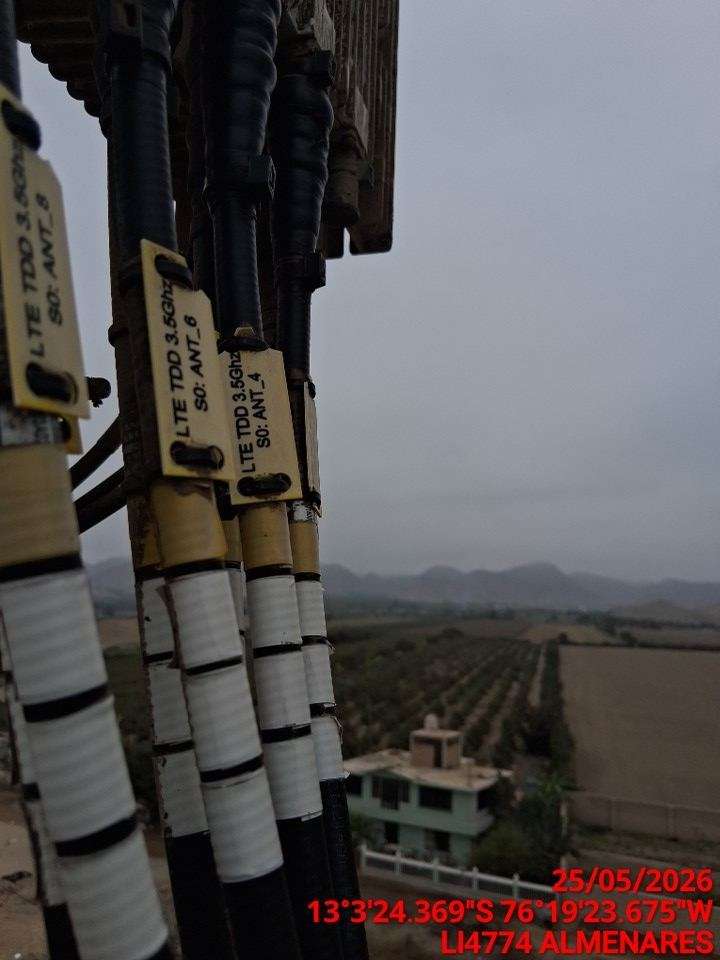 LTE TDD 3.5Ghz
S0: ANT_8
LTE TDD 3.5Ghz
S0: ANT_6
LTE TDD 3.5Ghz
S0: ANT_4
25/05/2026
13°3'24.369"S 76°19'23.675"W
LI4774 ALMENARES